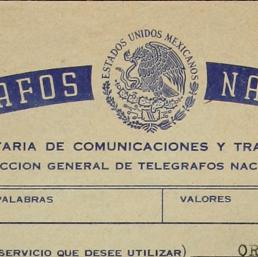 ESTADOS UNIDOS MEXICANOS
AFOS NA
TARIA DE COMUNICACIONES Y TRA
CCION GENERAL DE TELEGRAFOS NAC
PALABRAS VALORES
SERVICIO QUE DESEE UTILIZAR) OR